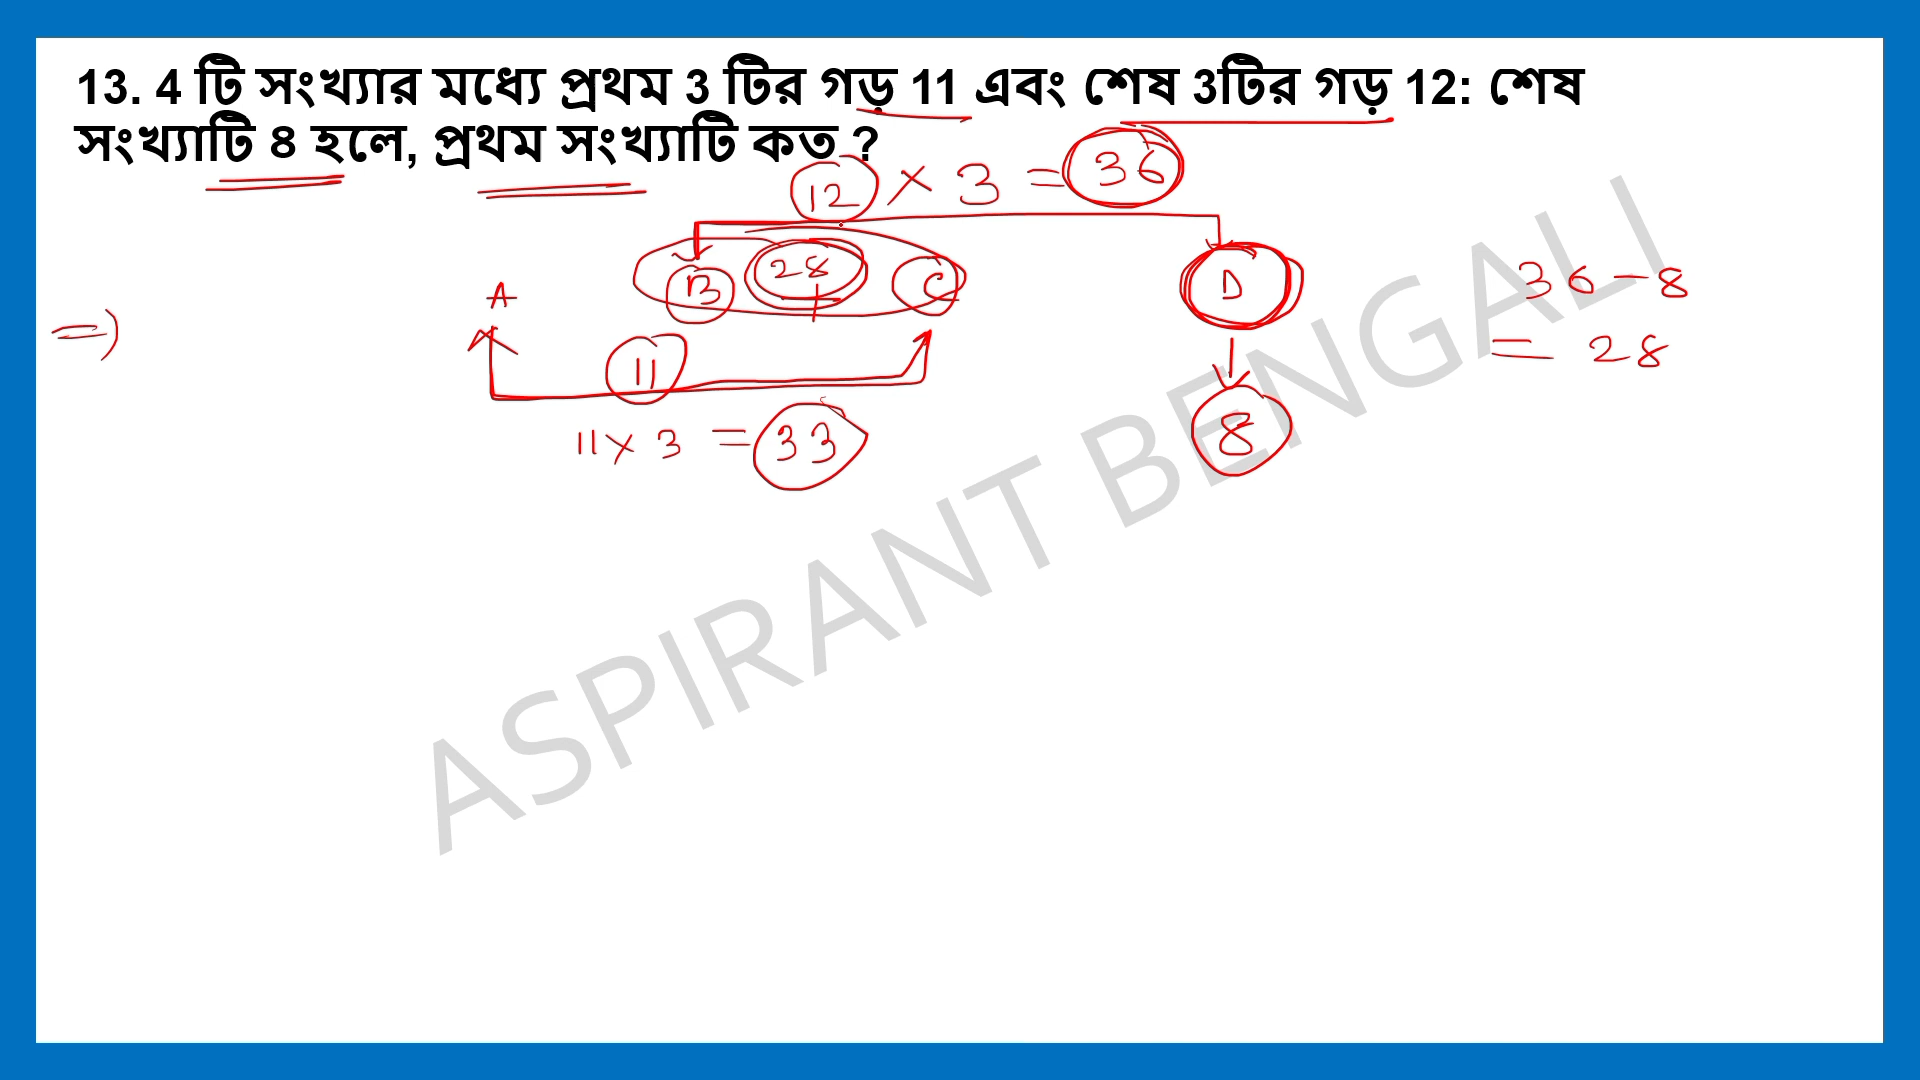 13. 4 টি সংখ্যার মধ্যে প্রথম 3 টির গড় 11 এবং শেষ 3টির গড় 12: শেষ
সংখ্যাটি ৪ হলে, প্রথম সংখ্যাটি কত ?
12 × 3 = 36
A B 28 C D
36 - 8
=)
= 28
11
11 × 3 = 33
8
ASPIRANT BENGALI